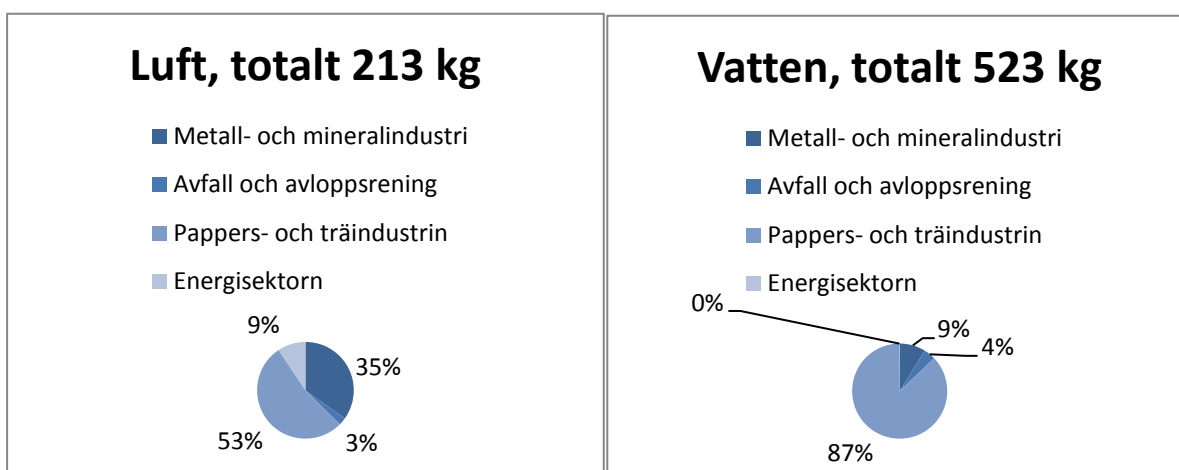 Luft, totalt 213 kg
Metall- och mineralindustri
Avfall och avloppsrening
Pappers- och träindustrin
Energisektorn
9%
35%
53%
3%
Vatten, totalt 523 kg
Metall- och mineralindustri
Avfall och avloppsrening
Pappers- och träindustrin
Energisektorn
0%
9%
4%
87%